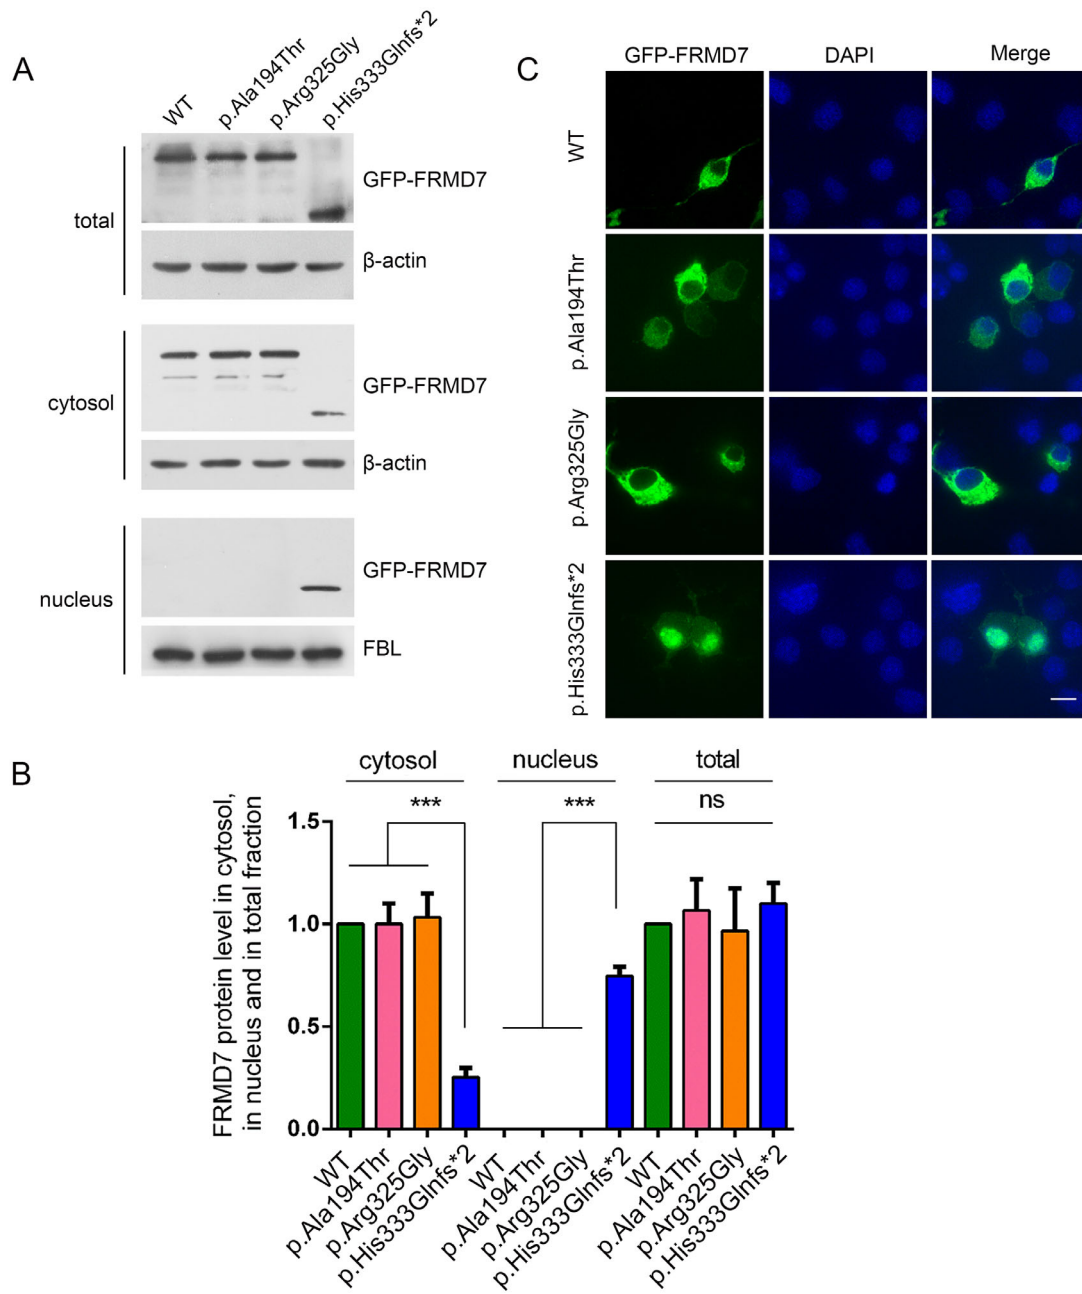 A
WT
p.Ala194Thr
p.Arg325Gly
p.His333Glnfs*2
total
GFP-FRMD7
β-actin
cytosol
GFP-FRMD7
β-actin
nucleus
GFP-FRMD7
FBL
C
GFP-FRMD7 DAPI Merge
WT
p.Ala194Thr
p.Arg325Gly
p.His333Glnfs*2
B
cytosol nucleus total
*** *** ns
FRMD7 protein level in cytosol,
in nucleus and in total fraction
1.5
1.0
0.5
0.0
WT
p.Ala194Thr
p.Arg325Gly
p.His333Glnfs*2
WT
p.Ala194Thr
p.Arg325Gly
p.His333Glnfs*2
WT
p.Ala194Thr
p.Arg325Gly
p.His333Glnfs*2